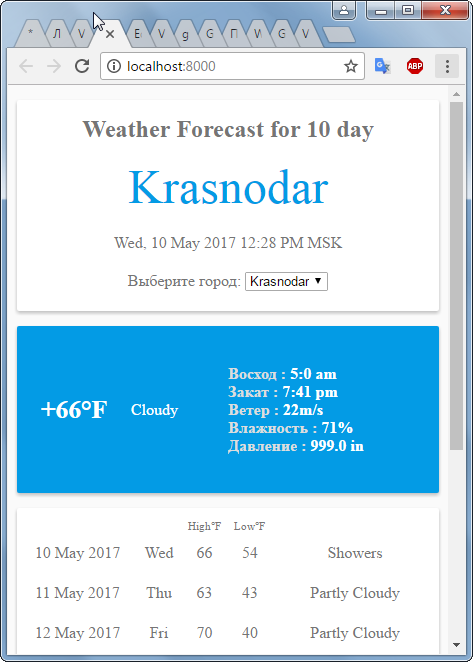 * Л V E V g G П W G V
localhost:8000
ABP
Weather Forecast for 10 day
Krasnodar
Wed, 10 May 2017 12:28 PM MSK
Выберите город: Krasnodar
+66°F Cloudy
Восход : 5:0 am
Закат : 7:41 pm
Ветер : 22m/s
Влажность : 71%
Давление : 999.0 in
High°F Low°F
10 May 2017 Wed 66 54 Showers
11 May 2017 Thu 63 43 Partly Cloudy
12 May 2017 Fri 70 40 Partly Cloudy